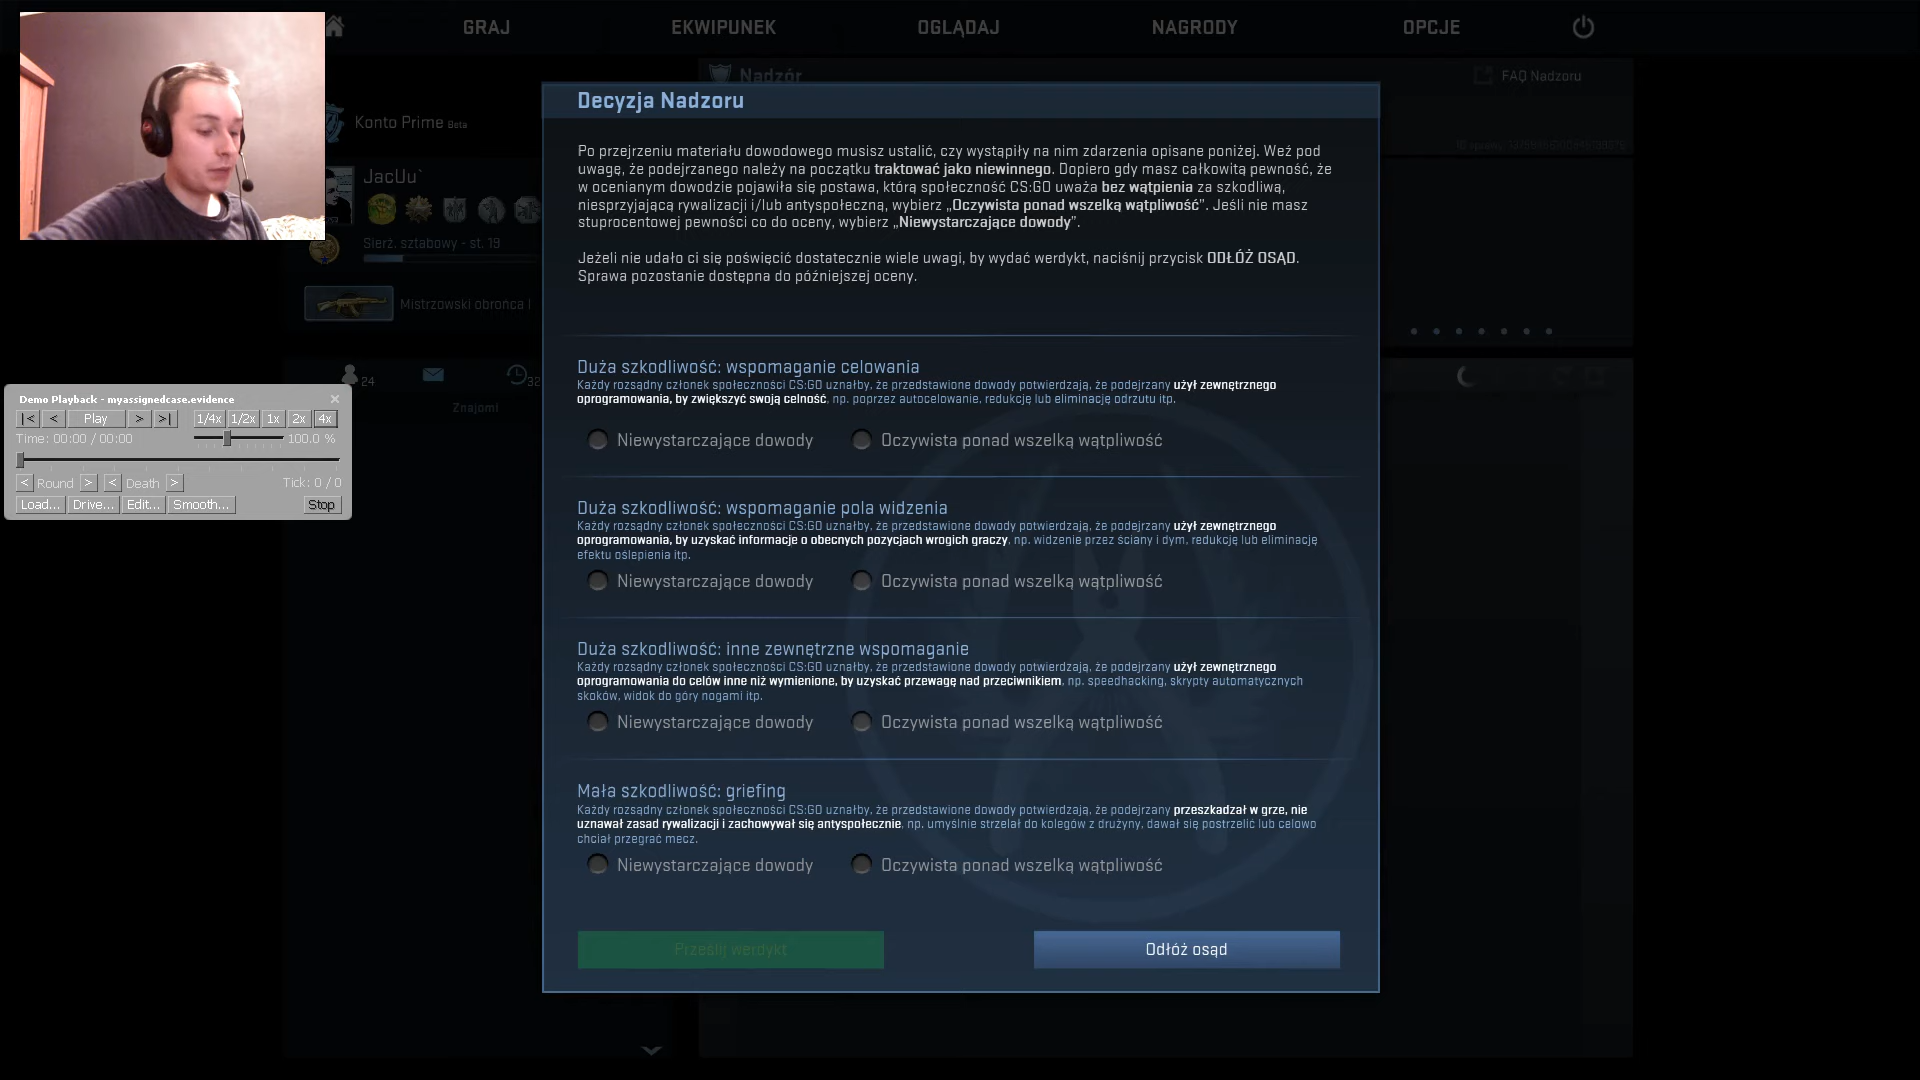 GRAJ
EKWIPUNEK
OGLĄDAJ
NAGRODY
OPCJE
Nadzór
FAQ Nadzoru
Konto Prime Beta
JacUu`
Sierż. sztabowy - st. 19
Mistrzowski obrońca I
24
32
Znajomi
Demo Playback - myassignedcase.evidence
|< < Play > >| 1/4x 1/2x 1x 2x 4x
Time: 00:00 / 00:00 100.0 %
< Round > < Death > Tick: 0 / 0
Load... Drive... Edit... Smooth... Stop
Decyzja Nadzoru
Po przejrzeniu materiału dowodowego musisz ustalić, czy wystąpiły na nim zdarzenia opisane poniżej. Weź pod
uwagę, że podejrzanego należy na początku traktować jako niewinnego. Dopiero gdy masz całkowitą pewność, że
w ocenianym dowodzie pojawiła się postawa, którą społeczność CS:GO uważa bez wątpienia za szkodliwą,
niesprzyjającą rywalizacji i/lub antyspołeczną, wybierz „Oczywista ponad wszelką wątpliwość”. Jeśli nie masz
stuprocentowej pewności co do oceny, wybierz „Niewystarczające dowody”.
Jeżeli nie udało ci się poświęcić dostatecznie wiele uwagi, by wydać werdykt, naciśnij przycisk ODŁÓŻ OSĄD.
Sprawa pozostanie dostępna do późniejszej oceny.
Duża szkodliwość: wspomaganie celowania
Każdy rozsądny członek społeczności CS:GO uznałby, że przedstawione dowody potwierdzają, że podejrzany użył zewnętrznego
oprogramowania, by zwiększyć swoją celność, np. poprzez autocelowanie, redukcję lub eliminację odrzutu itp.
Niewystarczające dowody Oczywista ponad wszelką wątpliwość
Duża szkodliwość: wspomaganie pola widzenia
Każdy rozsądny członek społeczności CS:GO uznałby, że przedstawione dowody potwierdzają, że podejrzany użył zewnętrznego
oprogramowania, by uzyskać informacje o obecnych pozycjach wrogich graczy, np. widzenie przez ściany i dym, redukcję lub eliminację
efektu oślepienia itp.
Niewystarczające dowody Oczywista ponad wszelką wątpliwość
Duża szkodliwość: inne zewnętrzne wspomaganie
Każdy rozsądny członek społeczności CS:GO uznałby, że przedstawione dowody potwierdzają, że podejrzany użył zewnętrznego
oprogramowania do celów inne niż wymienione, by uzyskać przewagę nad przeciwnikiem, np. speedhacking, skrypty automatycznych
skoków, widok do góry nogami itp.
Niewystarczające dowody Oczywista ponad wszelką wątpliwość
Mała szkodliwość: griefing
Każdy rozsądny członek społeczności CS:GO uznałby, że przedstawione dowody potwierdzają, że podejrzany przeszkadzał w grze, nie
uznawał zasad rywalizacji i zachowywał się antyspołecznie, np. umyślnie strzelał do kolegów z drużyny, dawał się postrzelić lub celowo
chciał przegrać mecz.
Niewystarczające dowody Oczywista ponad wszelką wątpliwość
Prześlij werdykt
Odłóż osąd